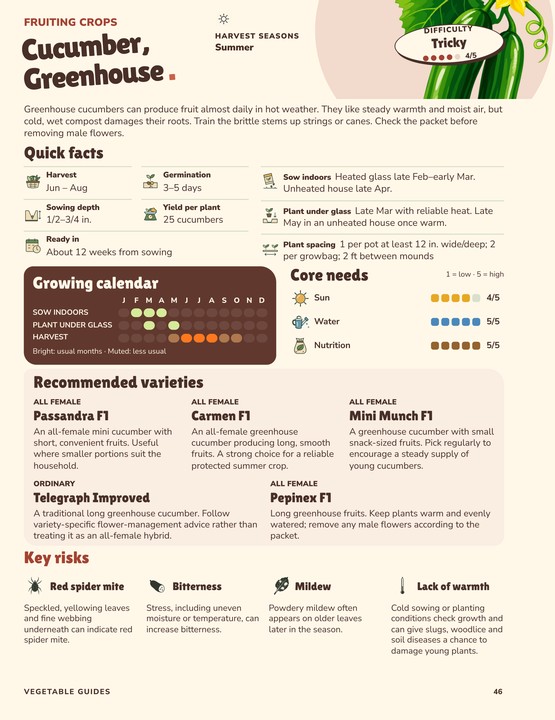 FRUITING CROPS
Cucumber,
Greenhouse.
HARVEST SEASONS
Summer
DIFFICULTY
Tricky
4/5
Greenhouse cucumbers can produce fruit almost daily in hot weather. They like steady warmth and moist air, but
cold, wet compost damages their roots. Train the brittle stems up strings or canes. Check the packet before
removing male flowers.
Quick facts
Harvest
Jun – Aug
Germination
3–5 days
Sowing depth
1/2–3/4 in.
Yield per plant
25 cucumbers
Ready in
About 12 weeks from sowing
Sow indoors Heated glass late Feb–early Mar.
Unheated house late Apr.
Plant under glass Late Mar with reliable heat. Late
May in an unheated house once warm.
Plant spacing 1 per pot at least 12 in. wide/deep; 2
per growbag; 2 ft between mounds
Growing calendar
J F M A M J J A S O N D
SOW INDOORS
PLANT UNDER GLASS
HARVEST
Bright: usual months · Muted: less usual
Core needs
1 = low · 5 = high
Sun 4/5
Water 5/5
Nutrition 5/5
Recommended varieties
ALL FEMALE
Passandra F1
An all-female mini cucumber with
short, convenient fruits. Useful
where smaller portions suit the
household.
ALL FEMALE
Carmen F1
An all-female greenhouse
cucumber producing long, smooth
fruits. A strong choice for a reliable
protected summer crop.
ALL FEMALE
Mini Munch F1
A greenhouse cucumber with small
snack-sized fruits. Pick regularly to
encourage a steady supply of
young cucumbers.
ORDINARY
Telegraph Improved
A traditional long greenhouse cucumber. Follow
variety-specific flower-management advice rather than
treating it as an all-female hybrid.
ALL FEMALE
Pepinex F1
Long greenhouse fruits. Keep plants warm and evenly
watered; remove any male flowers according to the
packet.
Key risks
Red spider mite
Speckled, yellowing leaves
and fine webbing
underneath can indicate red
spider mite.
Bitterness
Stress, including uneven
moisture or temperature, can
increase bitterness.
Mildew
Powdery mildew often
appears on older leaves
later in the season.
Lack of warmth
Cold sowing or planting
conditions check growth and
can give slugs, woodlice and
soil diseases a chance to
damage young plants.
VEGETABLE GUIDES
46